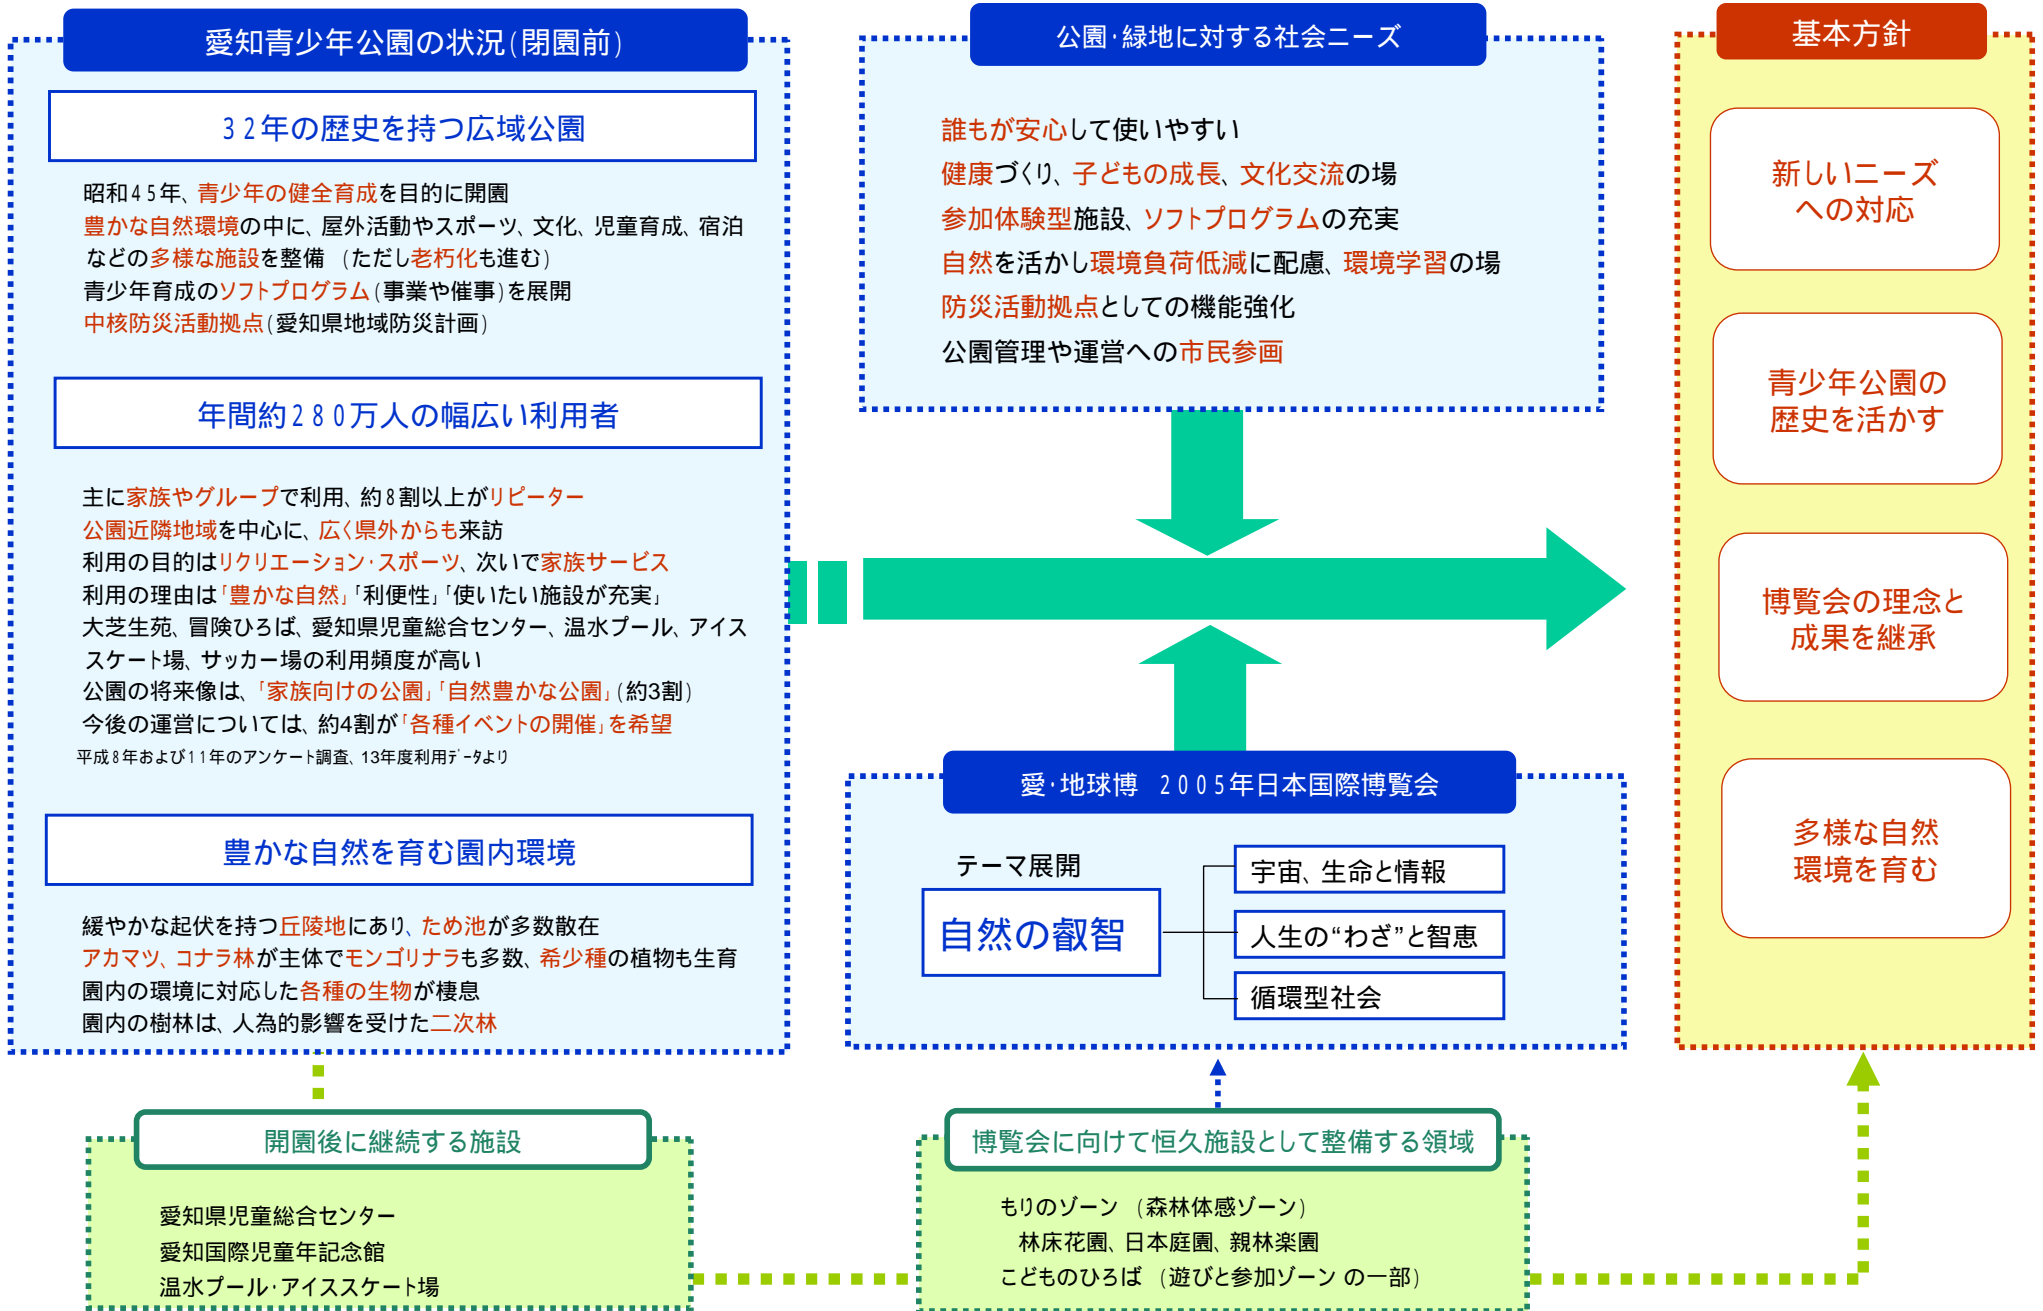 愛知青少年公園の状況(閉園前)
32年の歴史を持つ広域公園
昭和45年、青少年の健全育成を目的に開園
豊かな自然環境の中に、屋外活動やスポーツ、文化、児童育成、宿泊
などの多様な施設を整備 (ただし老朽化も進む)
青少年育成のソフトプログラム(事業や催事)を展開
中核防災活動拠点(愛知県地域防災計画)
年間約280万人の幅広い利用者
主に家族やグループで利用、約8割以上がリピーター
公園近隣地域を中心に、広く県外からも来訪
利用の目的はリクリエーション・スポーツ、次いで家族サービス
利用の理由は「豊かな自然」「利便性」「使いたい施設が充実」
大芝生苑、冒険ひろば、愛知県児童総合センター、温水プール、アイス
スケート場、サッカー場の利用頻度が高い
公園の将来像は、「家族向けの公園」「自然豊かな公園」(約3割)
今後の運営については、約4割が「各種イベントの開催」を希望
平成8年および11年のアンケート調査、13年度利用データより
豊かな自然を育む園内環境
緩やかな起伏を持つ丘陵地にあり、ため池が多数散在
アカマツ、コナラ林が主体でモンゴリナラも多数、希少種の植物も生育
園内の環境に対応した各種の生物が棲息
園内の樹林は、人為的影響を受けた二次林
公園・緑地に対する社会ニーズ
誰もが安心して使いやすい
健康づくり、子どもの成長、文化交流の場
参加体験型施設、ソフトプログラムの充実
自然を活かし環境負荷低減に配慮、環境学習の場
防災活動拠点としての機能強化
公園管理や運営への市民参画
愛・地球博 2005年日本国際博覧会
テーマ展開
自然の叡智
宇宙、生命と情報
人生の“わざ”と智恵
循環型社会
基本方針
新しいニーズ
への対応
青少年公園の
歴史を活かす
博覧会の理念と
成果を継承
多様な自然
環境を育む
開園後に継続する施設
愛知県児童総合センター
愛知国際児童年記念館
温水プール・アイススケート場
博覧会に向けて恒久施設として整備する領域
もりのゾーン (森林体感ゾーン)
林床花園、日本庭園、親林楽園
こどものひろば (遊びと参加ゾーン の一部)